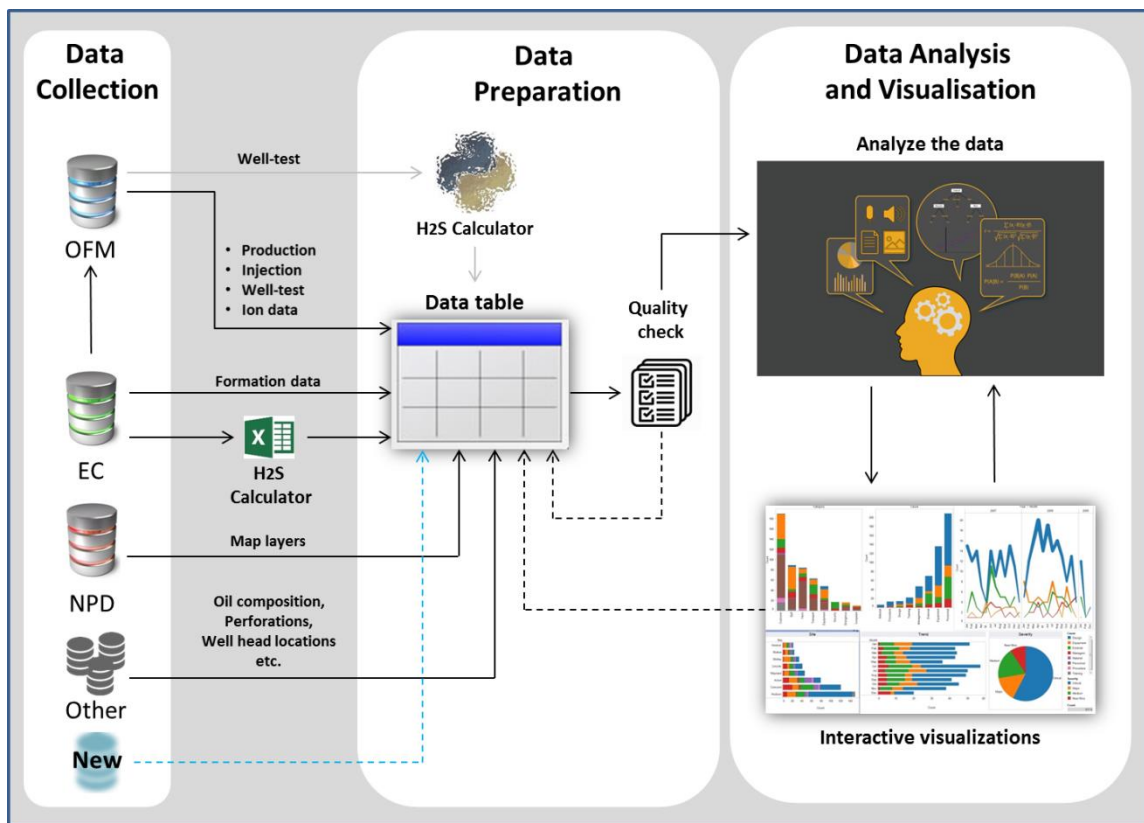 Data
Collection
Data
Preparation
Data Analysis
and Visualisation
OFM
EC
NPD
Other
New
Well-test
• Production
• Injection
• Well-test
• Ion data
Formation data
X
H2S
Calculator
Map layers
Oil composition,
Perforations,
Well head locations
etc.
H2S Calculator
Data table
Quality
check
Analyze the data
Trend
Severity
Interactive visualizations